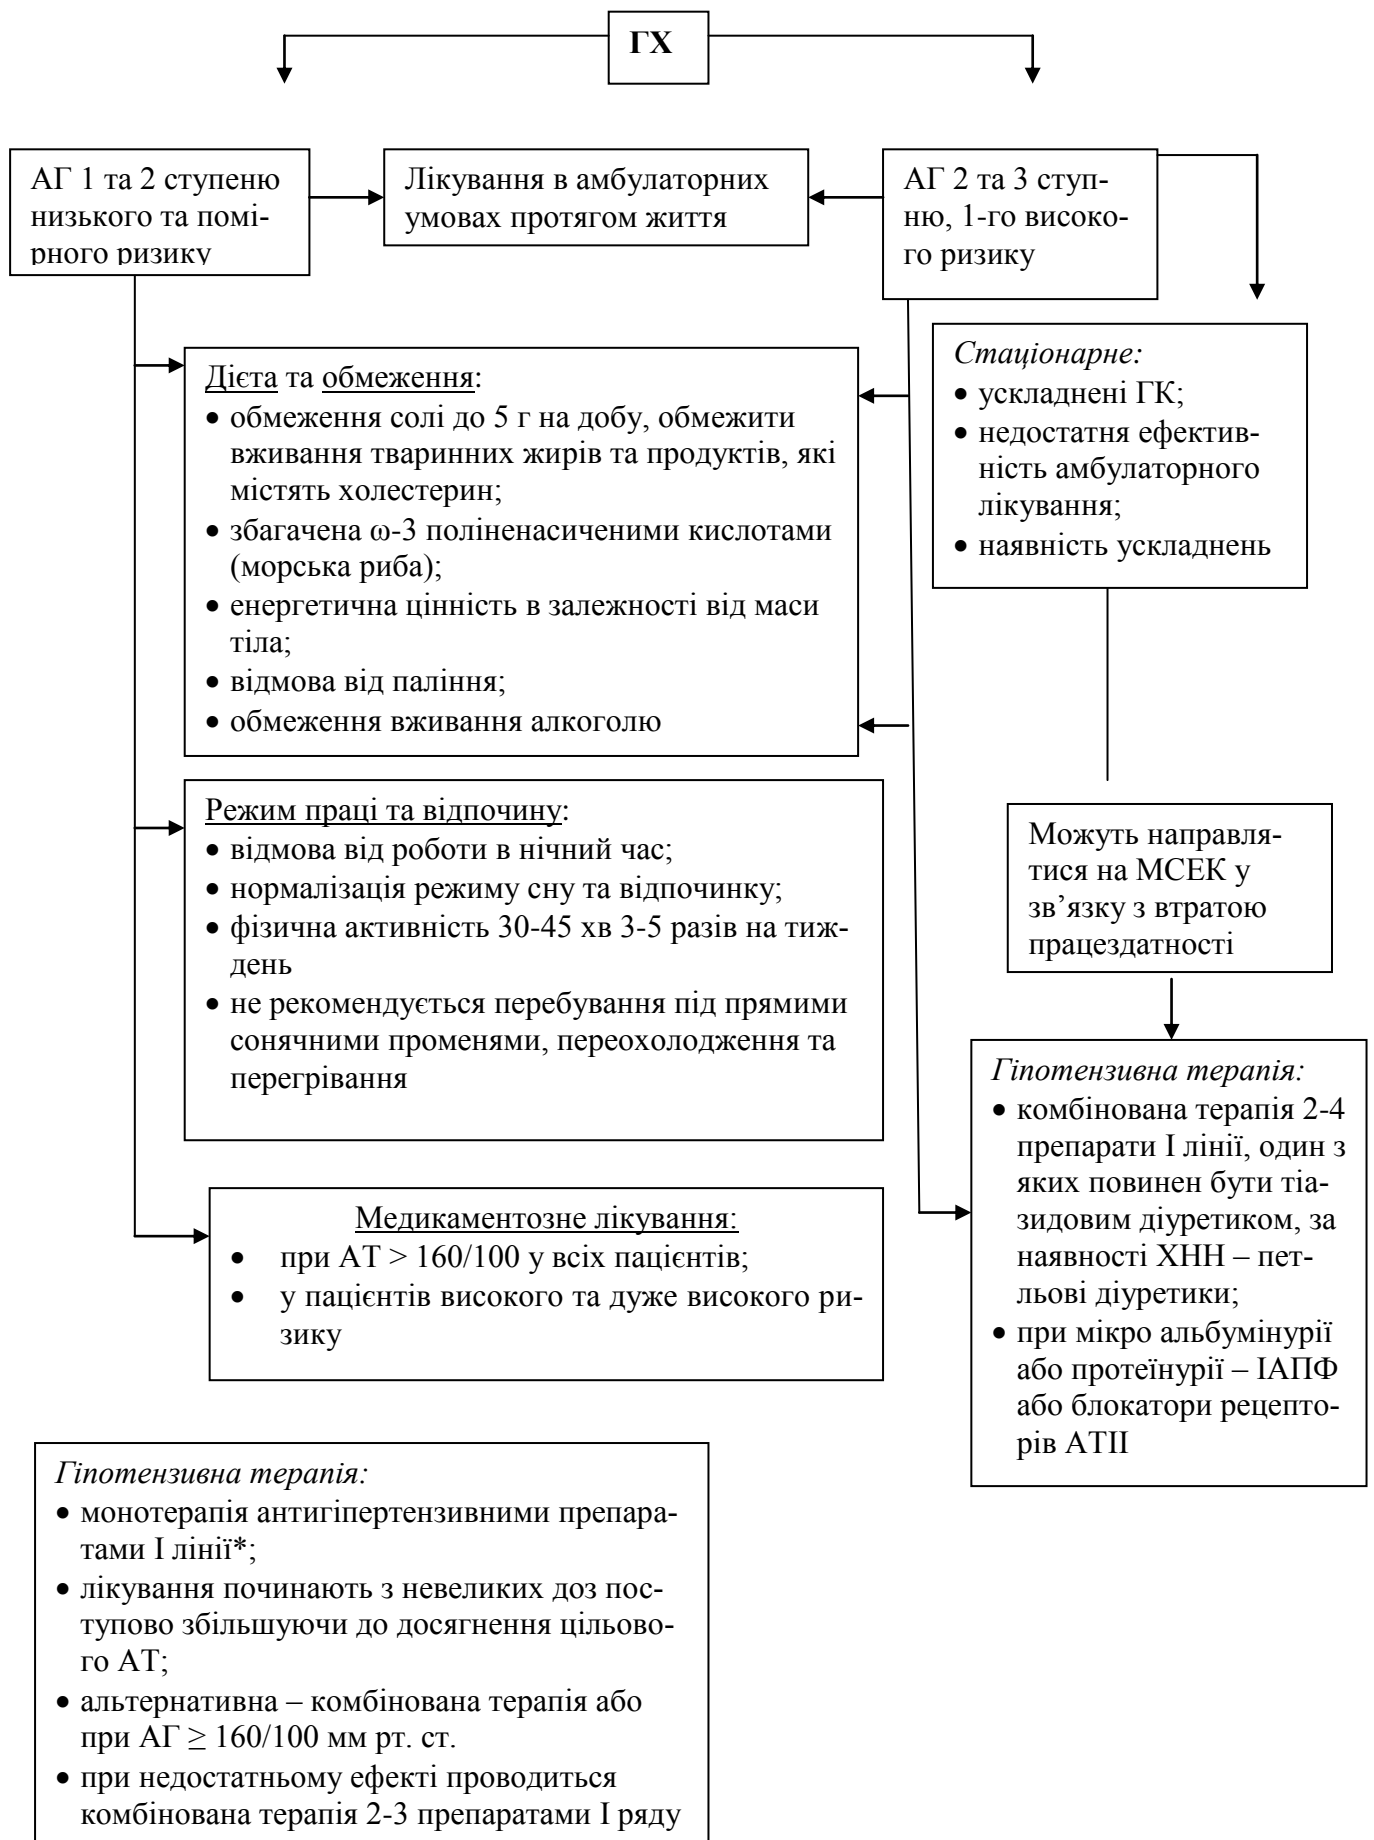 ГХ
АГ 1 та 2 ступеню
низького та помі-
рного ризику
Лікування в амбулаторних
умовах протягом життя
АГ 2 та 3 ступ-
ню, 1-го високо-
го ризику
Стаціонарне:
• ускладнені ГК;
• недостатня ефектив-
ність амбулаторного
лікування;
• наявність ускладнень
Дієта та обмеження:
• обмеження солі до 5 г на добу, обмежити
вживання тваринних жирів та продуктів, які
містять холестерин;
• збагачена ω-3 поліненасиченими кислотами
(морська риба);
• енергетична цінність в залежності від маси
тіла;
• відмова від паління;
• обмеження вживання алкоголю
Режим праці та відпочину:
• відмова від роботи в нічний час;
• нормалізація режиму сну та відпочинку;
• фізична активність 30-45 хв 3-5 разів на тиж-
день
• не рекомендується перебування під прямими
сонячними променями, переохолодження та
перегрівання
Можуть направля-
тися на МСЕК у
зв’язку з втратою
працездатності
Медикаментозне лікування:
• при АТ > 160/100 у всіх пацієнтів;
• у пацієнтів високого та дуже високого ри-
зику
Гіпотензивна терапія:
• комбінована терапія 2-4
препарати І лінії, один з
яких повинен бути тіа-
зидовим діуретиком, за
наявності ХНН – пет-
льові діуретики;
• при мікро альбумінурії
або протеїнурії – ІАПФ
або блокатори рецепто-
рів АТІІ
Гіпотензивна терапія:
• монотерапія антигіпертензивними препара-
тами І лінії*;
• лікування починають з невеликих доз пос-
тупово збільшуючи до досягнення цільово-
го АТ;
• альтернативна – комбінована терапія або
при АГ ≥ 160/100 мм рт. ст.
• при недостатньому ефекті проводиться
комбінована терапія 2-3 препаратами І ряду